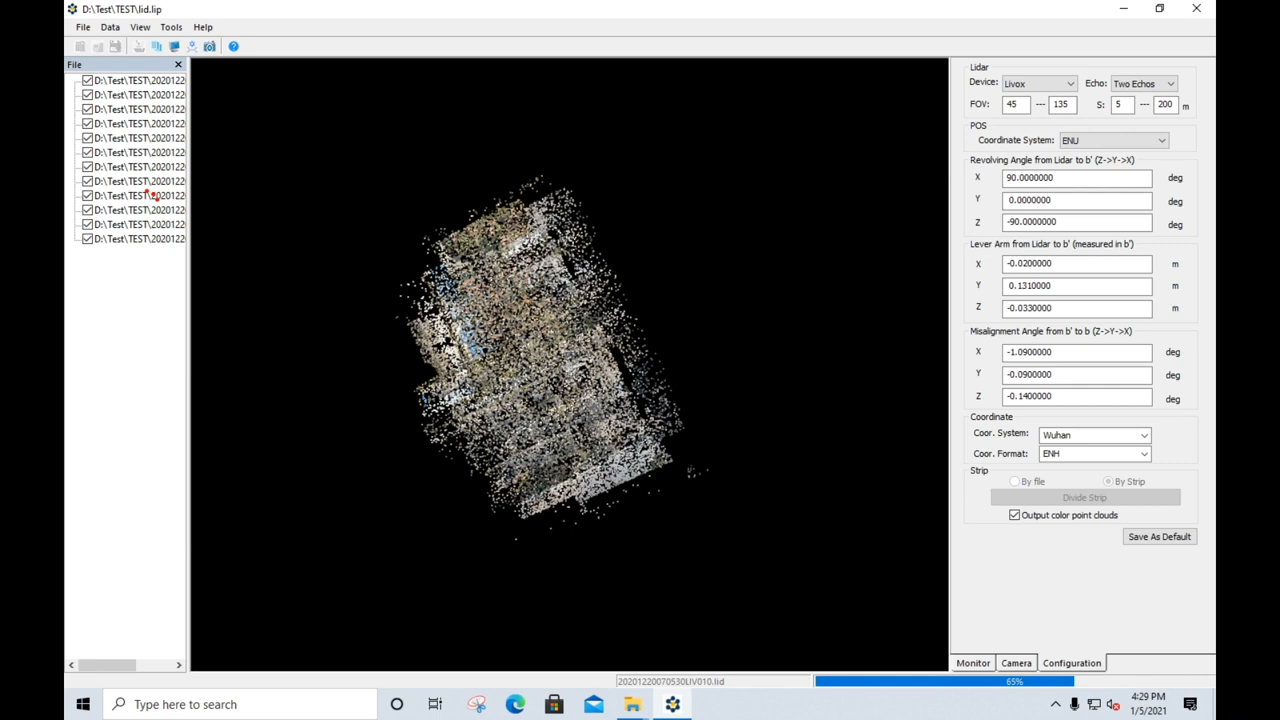 D:\Test\TEST\lid.lip
File Data View Tools Help
File
D:\Test\TEST\2020122
D:\Test\TEST\2020122
D:\Test\TEST\2020122
D:\Test\TEST\2020122
D:\Test\TEST\2020122
D:\Test\TEST\2020122
D:\Test\TEST\2020122
D:\Test\TEST\2020122
D:\Test\TEST\2020122
D:\Test\TEST\2020122
D:\Test\TEST\2020122
D:\Test\TEST\2020122
Lidar
Device: Livox Echo: Two Echos
FOV: 45 --- 135 S: 5 --- 200 m
POS
Coordinate System: ENU
Revolving Angle from Lidar to b' (Z->Y->X)
X 90.0000000 deg
Y 0.0000000 deg
Z -90.0000000 deg
Lever Arm from Lidar to b' (measured in b')
X -0.0200000 m
Y 0.1310000 m
Z -0.0330000 m
Misalignment Angle from b' to b (Z->Y->X)
X -1.0900000 deg
Y -0.0900000 deg
Z -0.1400000 deg
Coordinate
Coor. System: Wuhan
Coor. Format: ENH
Strip
By file By Strip
Divide Strip
Output color point clouds
Save As Default
Monitor Camera Configuration
20201220070530LIV010.lid 65%
Type here to search
4:29 PM
1/5/2021